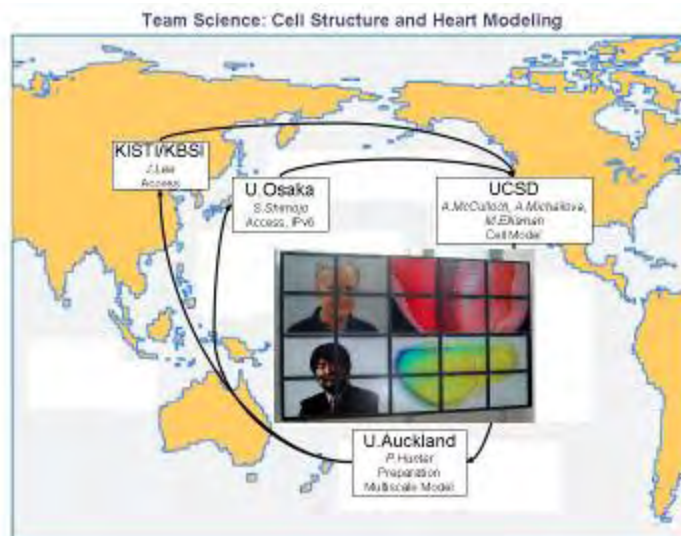 Team Science: Cell Structure and Heart Modeling
KISTI/KBSI
J.Lee
Access
U.Osaka
S.Shimojo
Access, IPv6
UCSD
A.McCulloch, A.Michailova,
M.Ellisman
Cell Model
U.Auckland
P.Hunter
Preparation
Multiscale Model